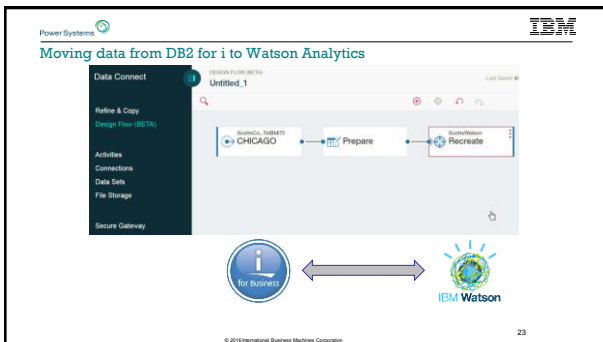 Power Systems
IBM
Moving data from DB2 for i to Watson Analytics
Data Connect
DESIGN FLOW (BETA)
Untitled_1
Last Saved
Refine & Copy
Design Flow (BETA)
Activities
Connections
Data Sets
File Storage
Secure Gateway
CHICAGO
Prepare
ScottsWatson
Recreate
i
for Business
IBM Watson
23
© 2016 International Business Machines Corporation